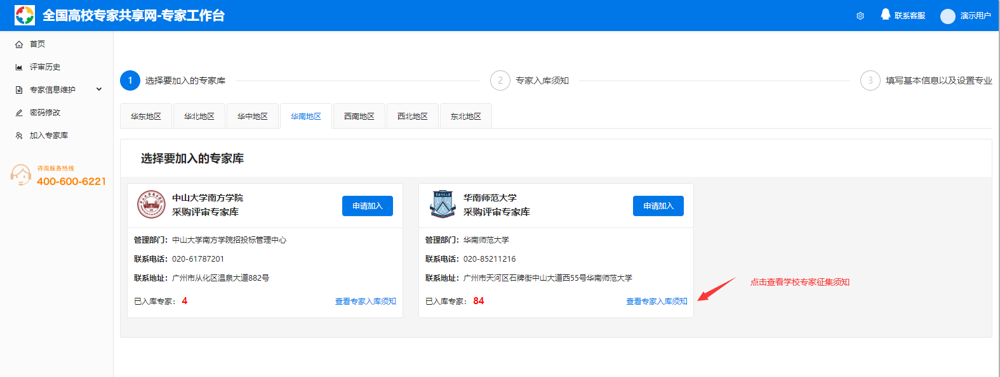 全国高校专家共享网-专家工作台
联系客服
演示用户
首页
评审历史
专家信息维护
密码修改
加入专家库
咨询服务热线
400-600-6221
1 选择要加入的专家库
2 专家入库须知
3 填写基本信息以及设置专业
华东地区 华北地区 华中地区 华南地区 西南地区 西北地区 东北地区
选择要加入的专家库
中山大学南方学院
采购评审专家库
申请加入
管理部门：中山大学南方学院招投标管理中心
联系电话：020-61787201
联系地址：广州市从化区温泉大道882号
已入库专家：4
查看专家入库须知
华南师范大学
采购评审专家库
申请加入
管理部门：华南师范大学
联系电话：020-85211216
联系地址：广州市天河区石牌街中山大道西55号华南师范大学
已入库专家：84
查看专家入库须知
点击查看学校专家征集须知